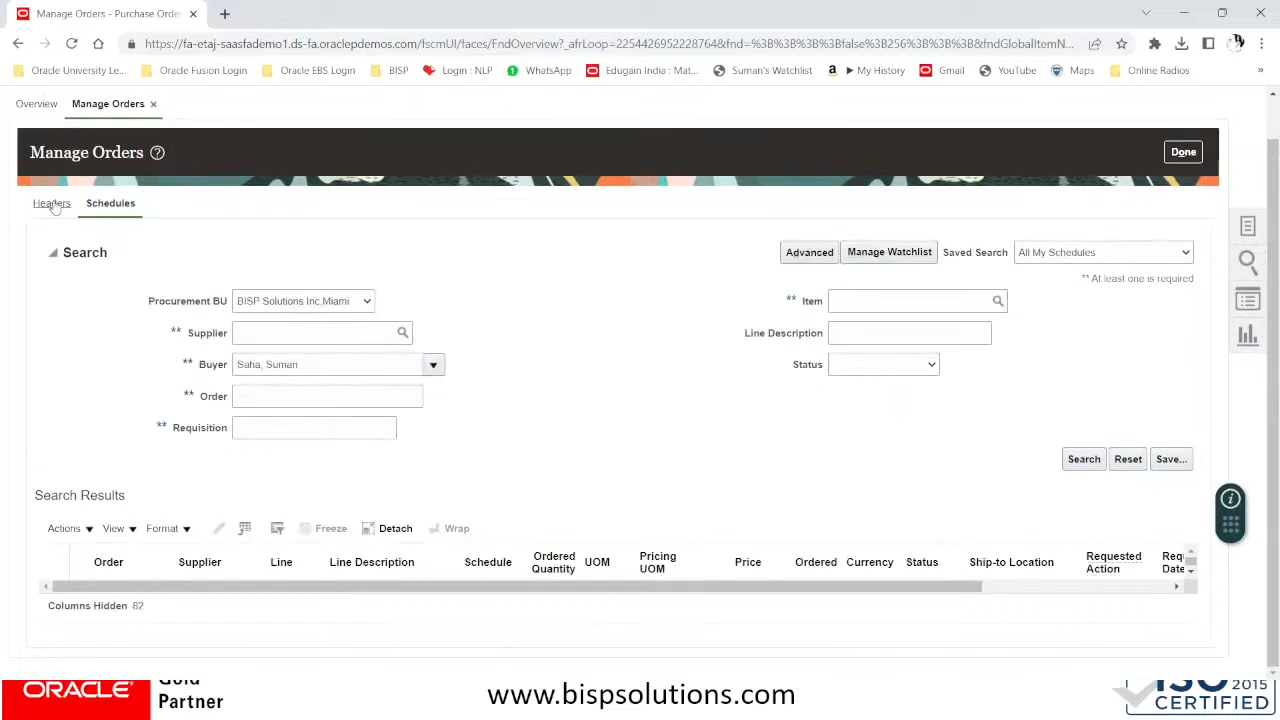 Manage Orders - Purchase Orde
https://fa-etaj-saasfademo1.ds-fa.oraclepdemos.com/fscmUI/faces/FndOverview?_afrLoop=2254426952228764&fnd=%3B%3B%3B%3Bfalse%3B256%3B%3B%3B&fndGlobalItemN...
Oracle University Le... Oracle Fusion Login Oracle EBS Login BISP Login : NLP WhatsApp Edugain India : Mat... Suman's Watchlist ▶ My History Gmail YouTube Maps Online Radios »
Overview Manage Orders
Manage Orders
Done
Headers Schedules
Search
Advanced Manage Watchlist Saved Search All My Schedules
** At least one is required
Procurement BU BISP Solutions Inc,Miami ** Item
** Supplier Line Description
** Buyer Saha, Suman Status
** Order
** Requisition
Search Reset Save...
Search Results
Actions View Format Freeze Detach Wrap
Order Supplier Line Line Description Schedule Ordered Quantity UOM Pricing UOM Price Ordered Currency Status Ship-to Location Requested Action Requ Date
Columns Hidden 82
ORACLE
Gold
Partner
www.bispsolutions.com
ISO 2015
CERTIFIED